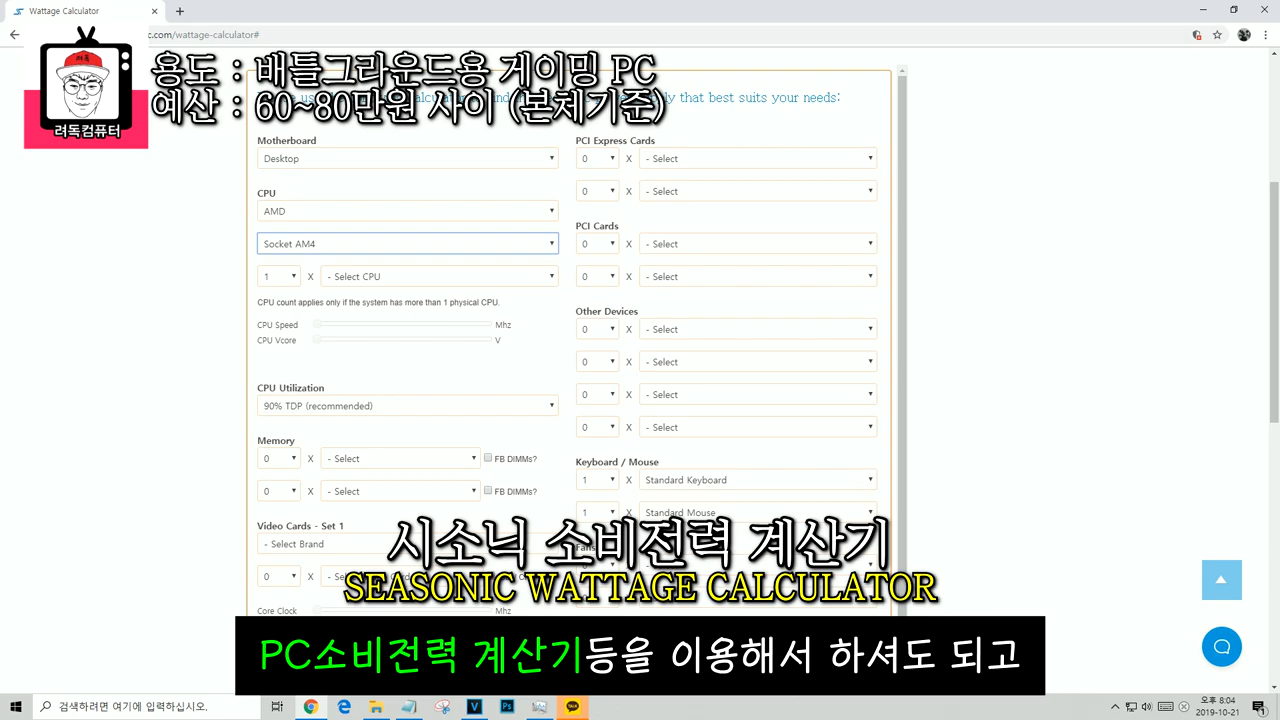 Wattage Calculator
c.com/wattage-calculator#
려독컴퓨터
용도 : 배틀그라운드용 게이밍 PC
예산 : 60~80만원 사이 (본체기준)
that best suits your needs:
Motherboard
Desktop
CPU
AMD
Socket AM4
1 X - Select CPU
CPU count applies only if the system has more than 1 physical CPU.
CPU Speed Mhz
CPU Vcore V
CPU Utilization
90% TDP (recommended)
Memory
0 X - Select FB DIMMs?
0 X - Select FB DIMMs?
Video Cards - Set 1
- Select Brand
0 X
Core Clock Mhz
PCI Express Cards
0 X - Select
0 X - Select
PCI Cards
0 X - Select
0 X - Select
Other Devices
0 X - Select
0 X - Select
0 X - Select
0 X - Select
Keyboard / Mouse
1 X Standard Keyboard
1 X Standard Mouse
Fans
시소닉 소비전력 계산기
SEASONIC WATTAGE CALCULATOR
PC소비전력 계산기등을 이용해서 하셔도 되고
검색하려면 여기에 입력하십시오.
오후 8:04
2019-10-21